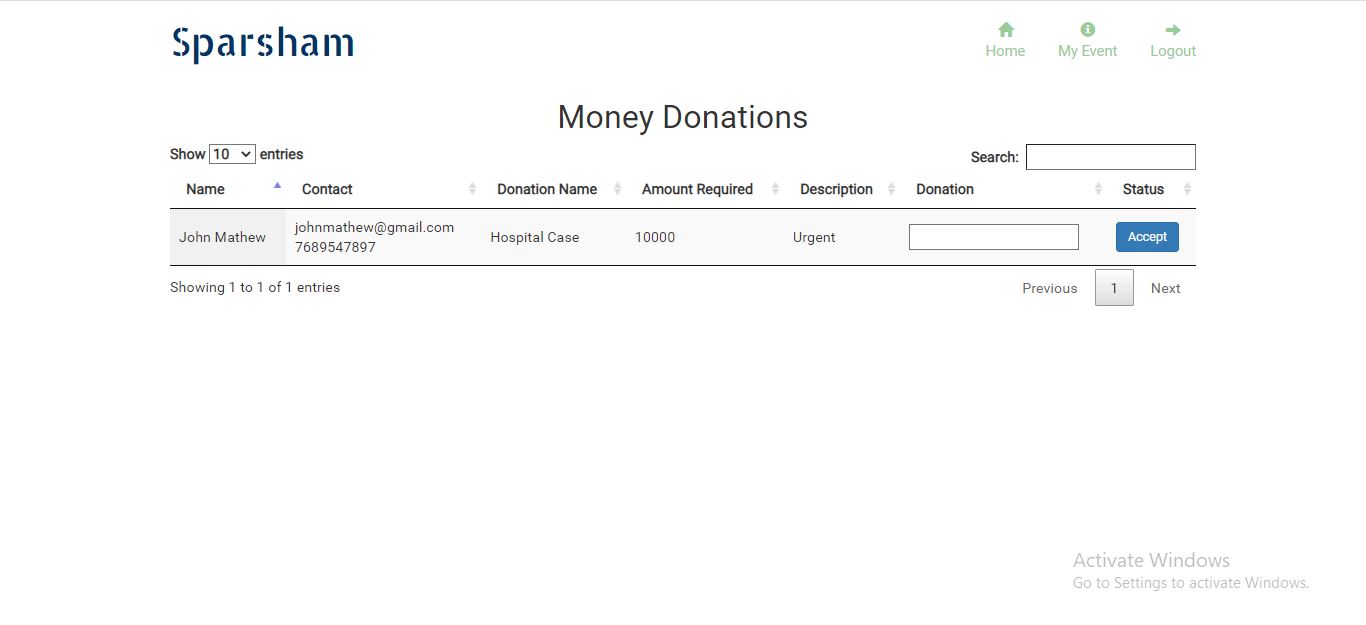 Sparsham
Home My Event Logout
Money Donations
Show 10 entries
Search:
Name Contact Donation Name Amount Required Description Donation Status
John Mathew johnmathew@gmail.com 7689547897 Hospital Case 10000 Urgent Accept
Showing 1 to 1 of 1 entries
Previous 1 Next
Activate Windows
Go to Settings to activate Windows.